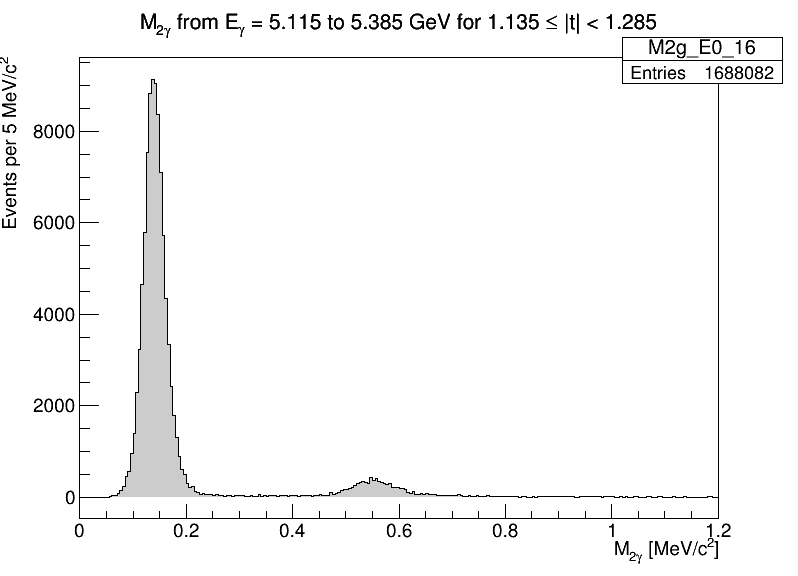 M2γ from Eγ = 5.115 to 5.385 GeV for 1.135 ≤ |t| < 1.285
M2g_E0_16
Entries 1688082
Events per 5 MeV/c²
8000
6000
4000
2000
0
0 0.2 0.4 0.6 0.8 1 1.2
M2γ [MeV/c²]